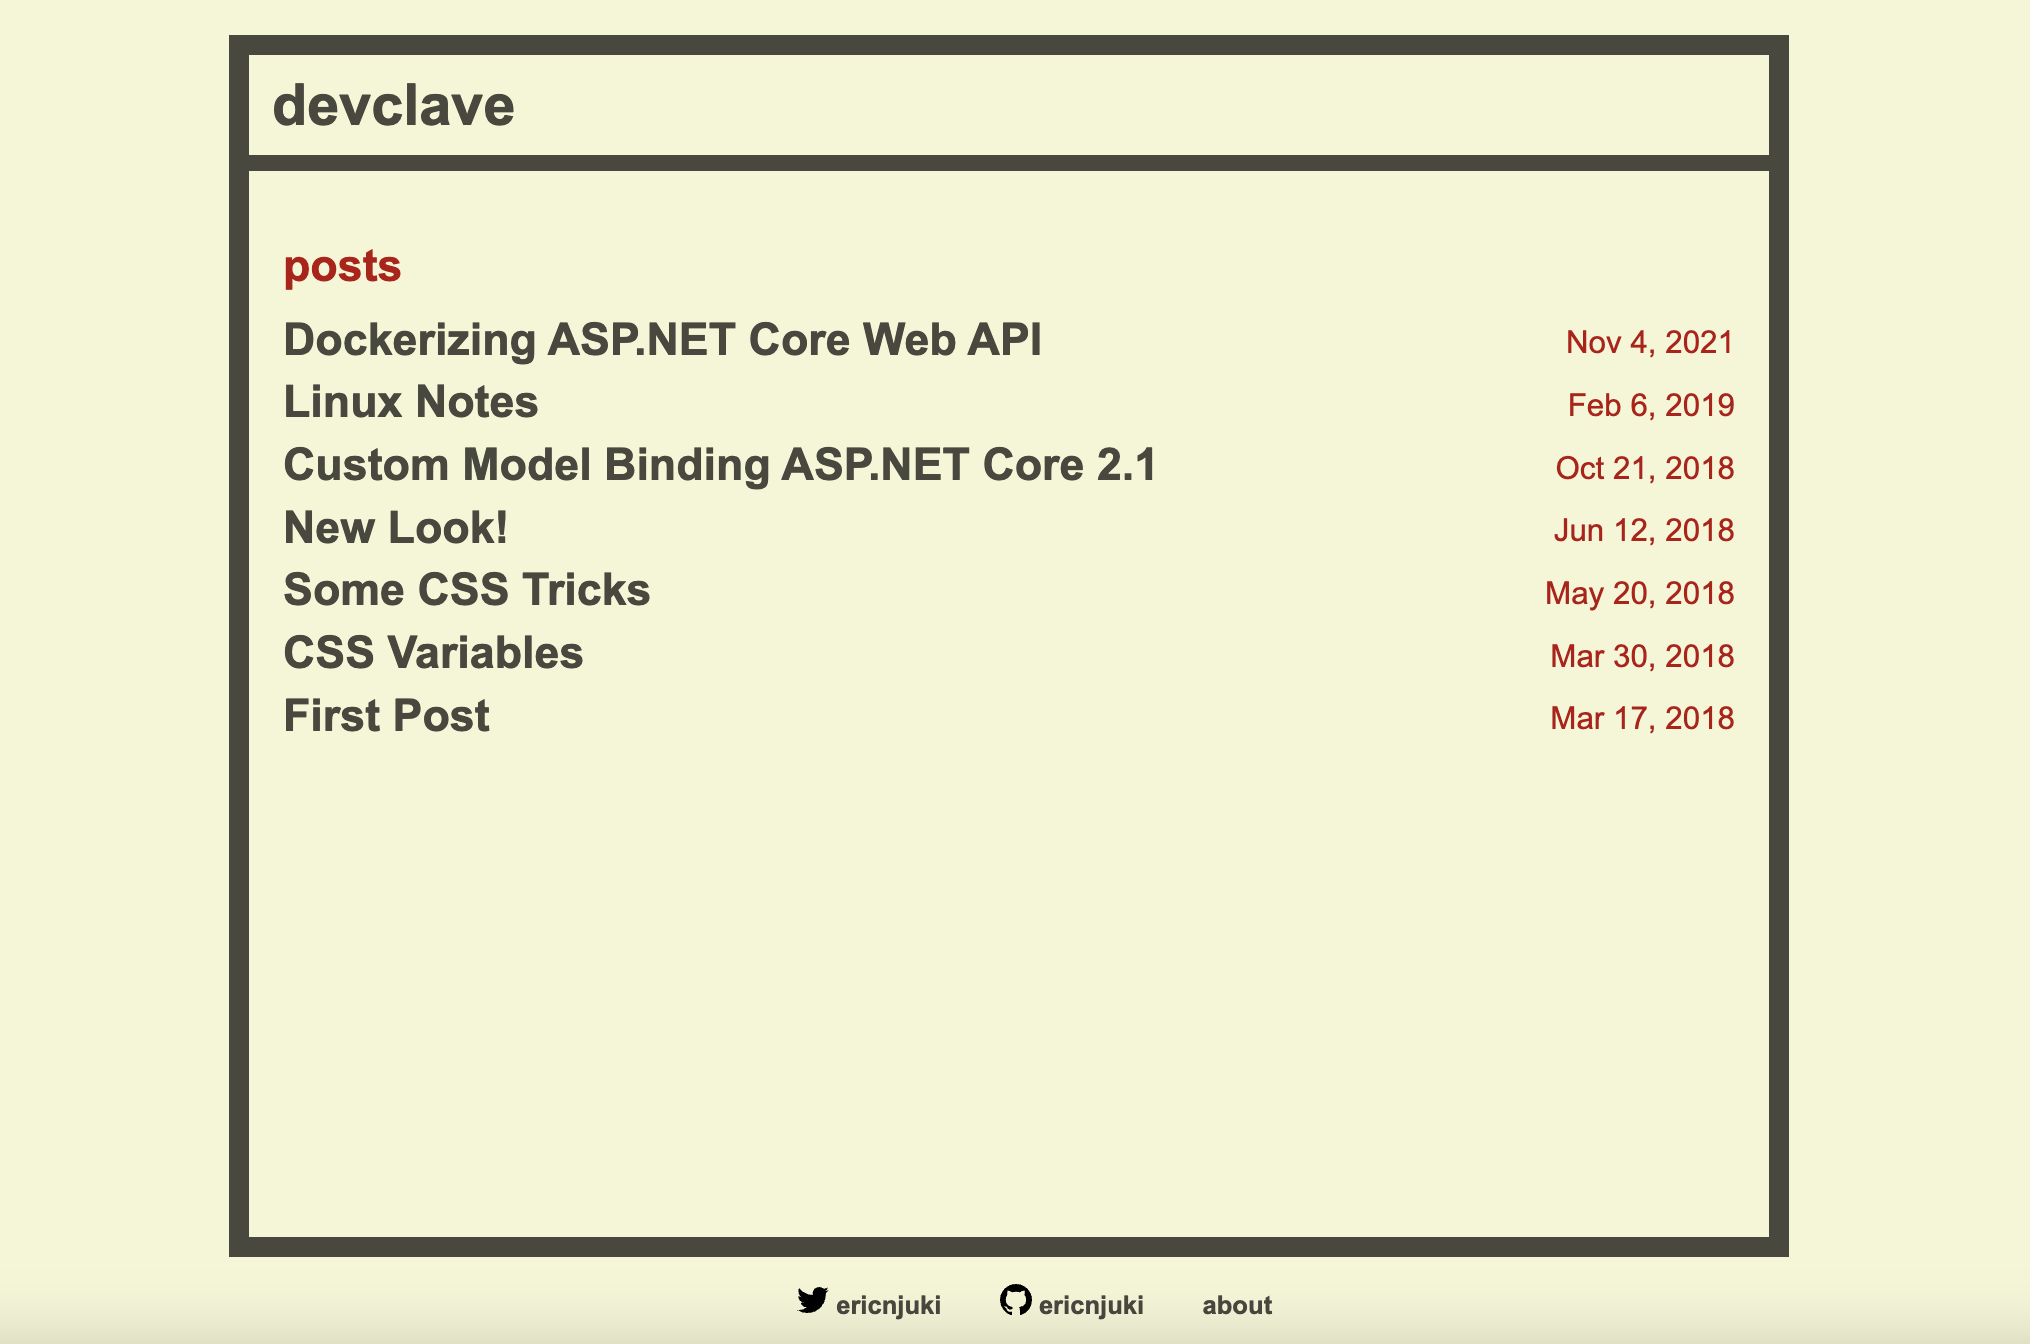 devclave
posts
Dockerizing ASP.NET Core Web API Nov 4, 2021
Linux Notes Feb 6, 2019
Custom Model Binding ASP.NET Core 2.1 Oct 21, 2018
New Look! Jun 12, 2018
Some CSS Tricks May 20, 2018
CSS Variables Mar 30, 2018
First Post Mar 17, 2018
ericnjuki ericnjuki about